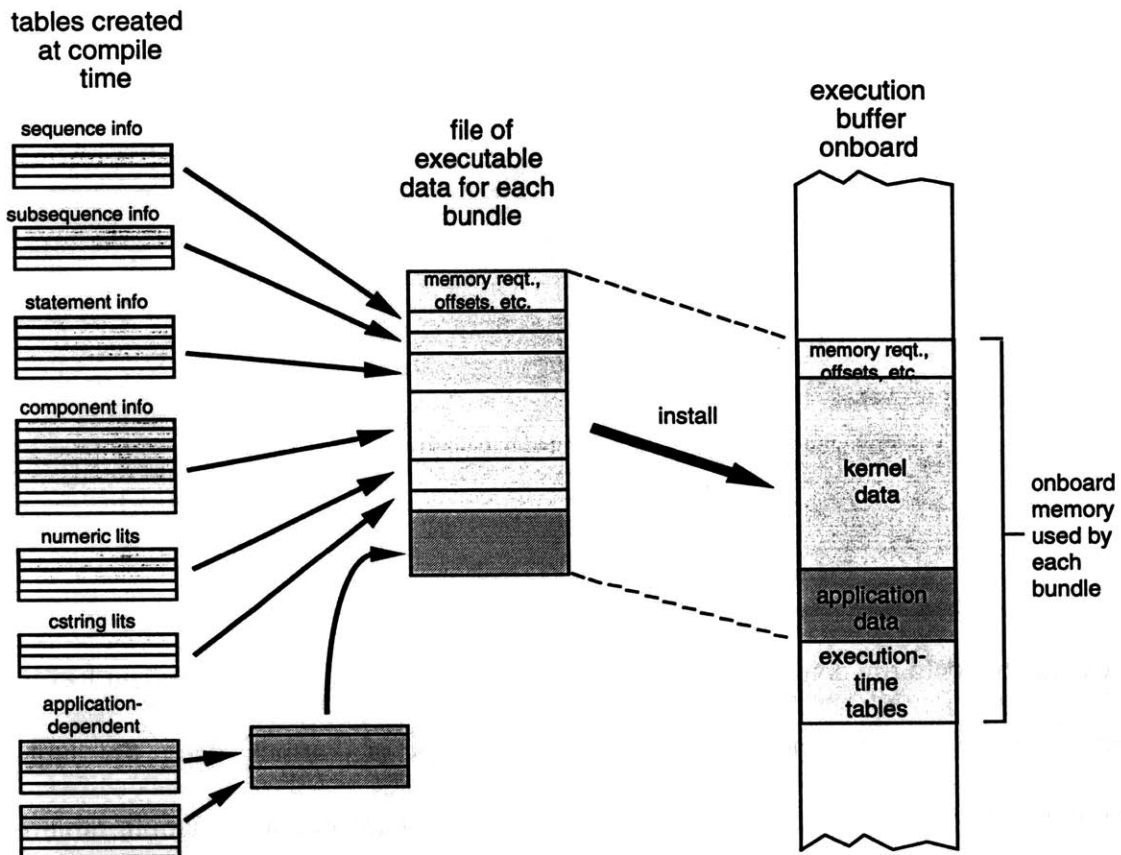 tables created
at compile
time
sequence info
subsequence info
statement info
component info
numeric lits
cstring lits
application-
dependent
file of
executable
data for each
bundle
memory reqt.,
offsets, etc.
install
execution
buffer
onboard
memory reqt.,
offsets, etc
kernel
data
application
data
execution-
time
tables
onboard
memory
used by
each
bundle